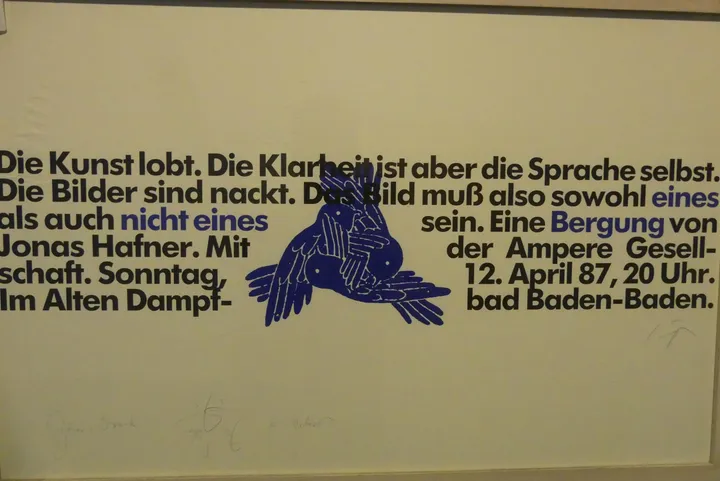 Die Kunst lobt. Die Klarheit ist aber die Sprache selbst.
Die Bilder sind nackt. Das Bild muß also sowohl eines
als auch nicht eines sein. Eine Bergung von
Jonas Hafner. Mit der Ampere Gesell-
schaft. Sonntag, 12. April 87, 20 Uhr.
Im Alten Dampf- bad Baden-Baden.